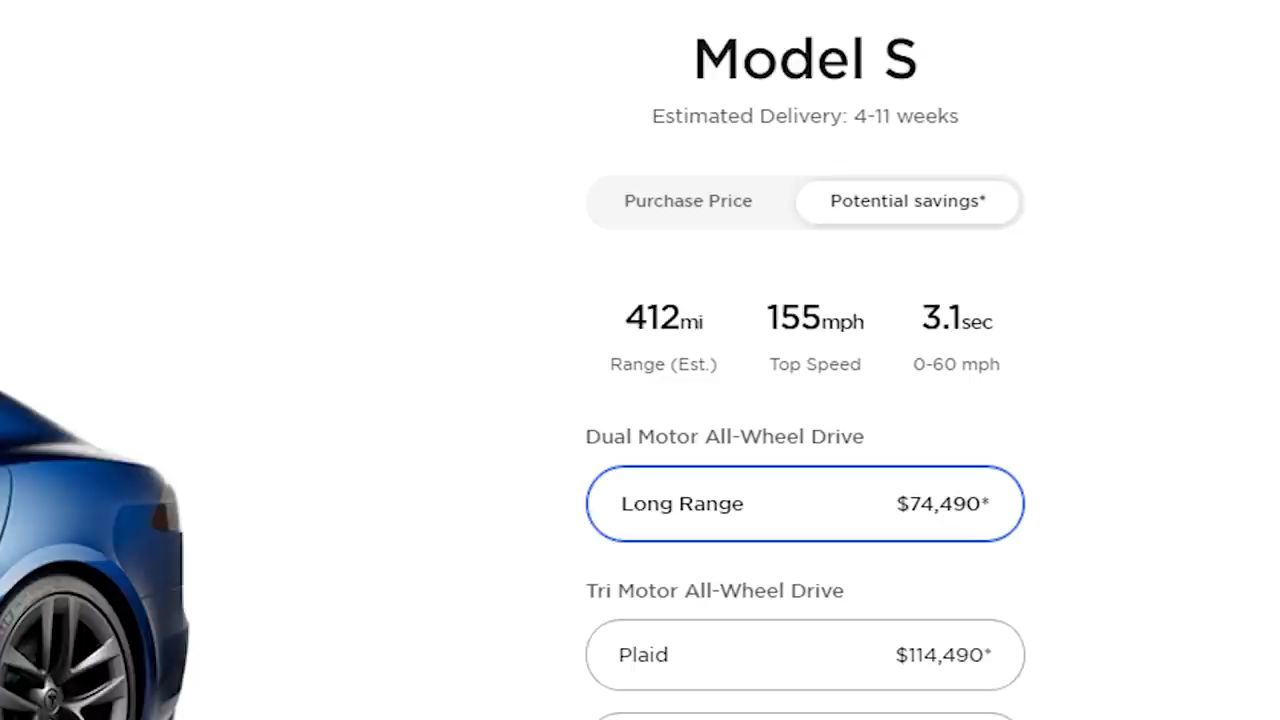 Model S
Estimated Delivery: 4-11 weeks
Purchase Price Potential savings*
412mi 155mph 3.1sec
Range (Est.) Top Speed 0-60 mph
Dual Motor All-Wheel Drive
Long Range $74,490*
Tri Motor All-Wheel Drive
Plaid $114,490*